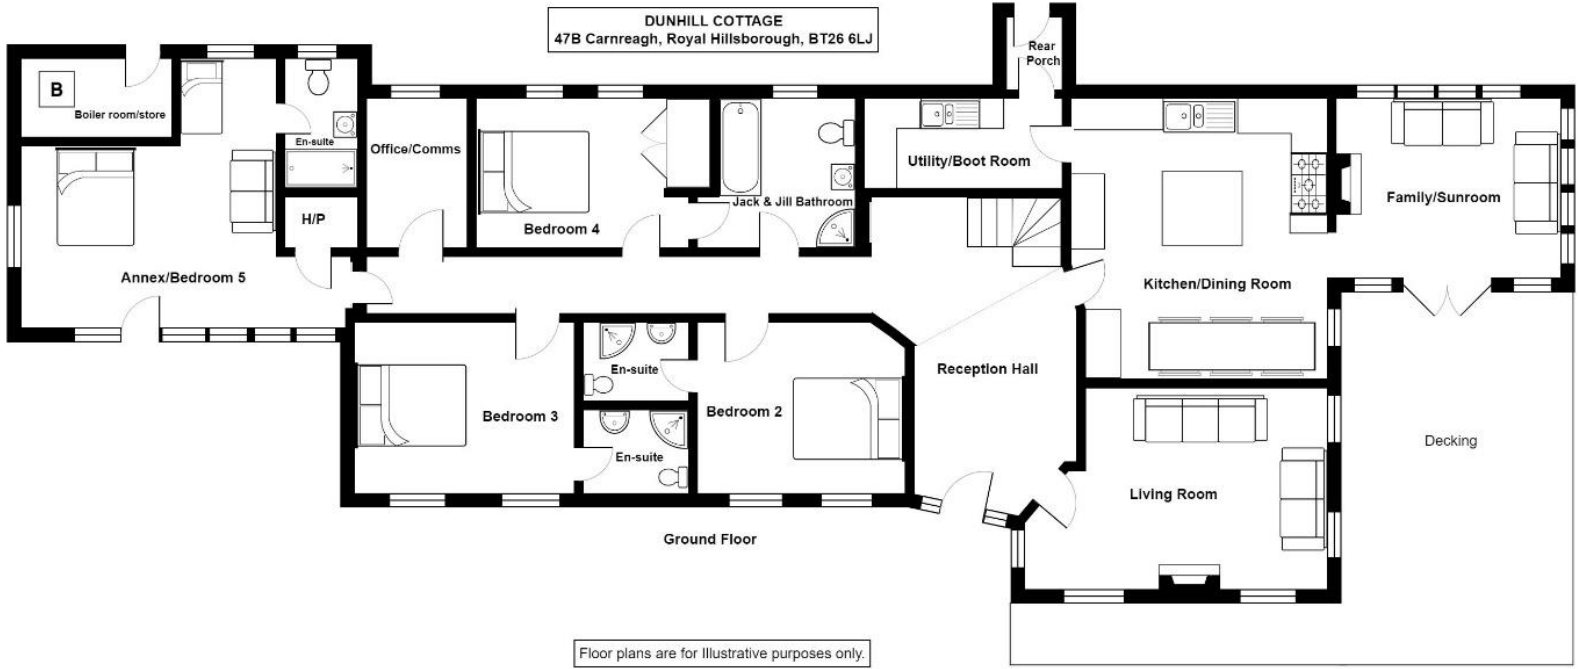 DUNHILL COTTAGE
47B Carnreagh, Royal Hillsborough, BT26 6LJ
Rear
Porch
B
Boiler room/store
En-suite
Office/Comms
Utility/Boot Room
Jack & Jill Bathroom
Family/Sunroom
H/P
Bedroom 4
Annex/Bedroom 5
Kitchen/Dining Room
En-suite
Reception Hall
Bedroom 3
Bedroom 2
En-suite
Decking
Living Room
Ground Floor
Floor plans are for Illustrative purposes only.